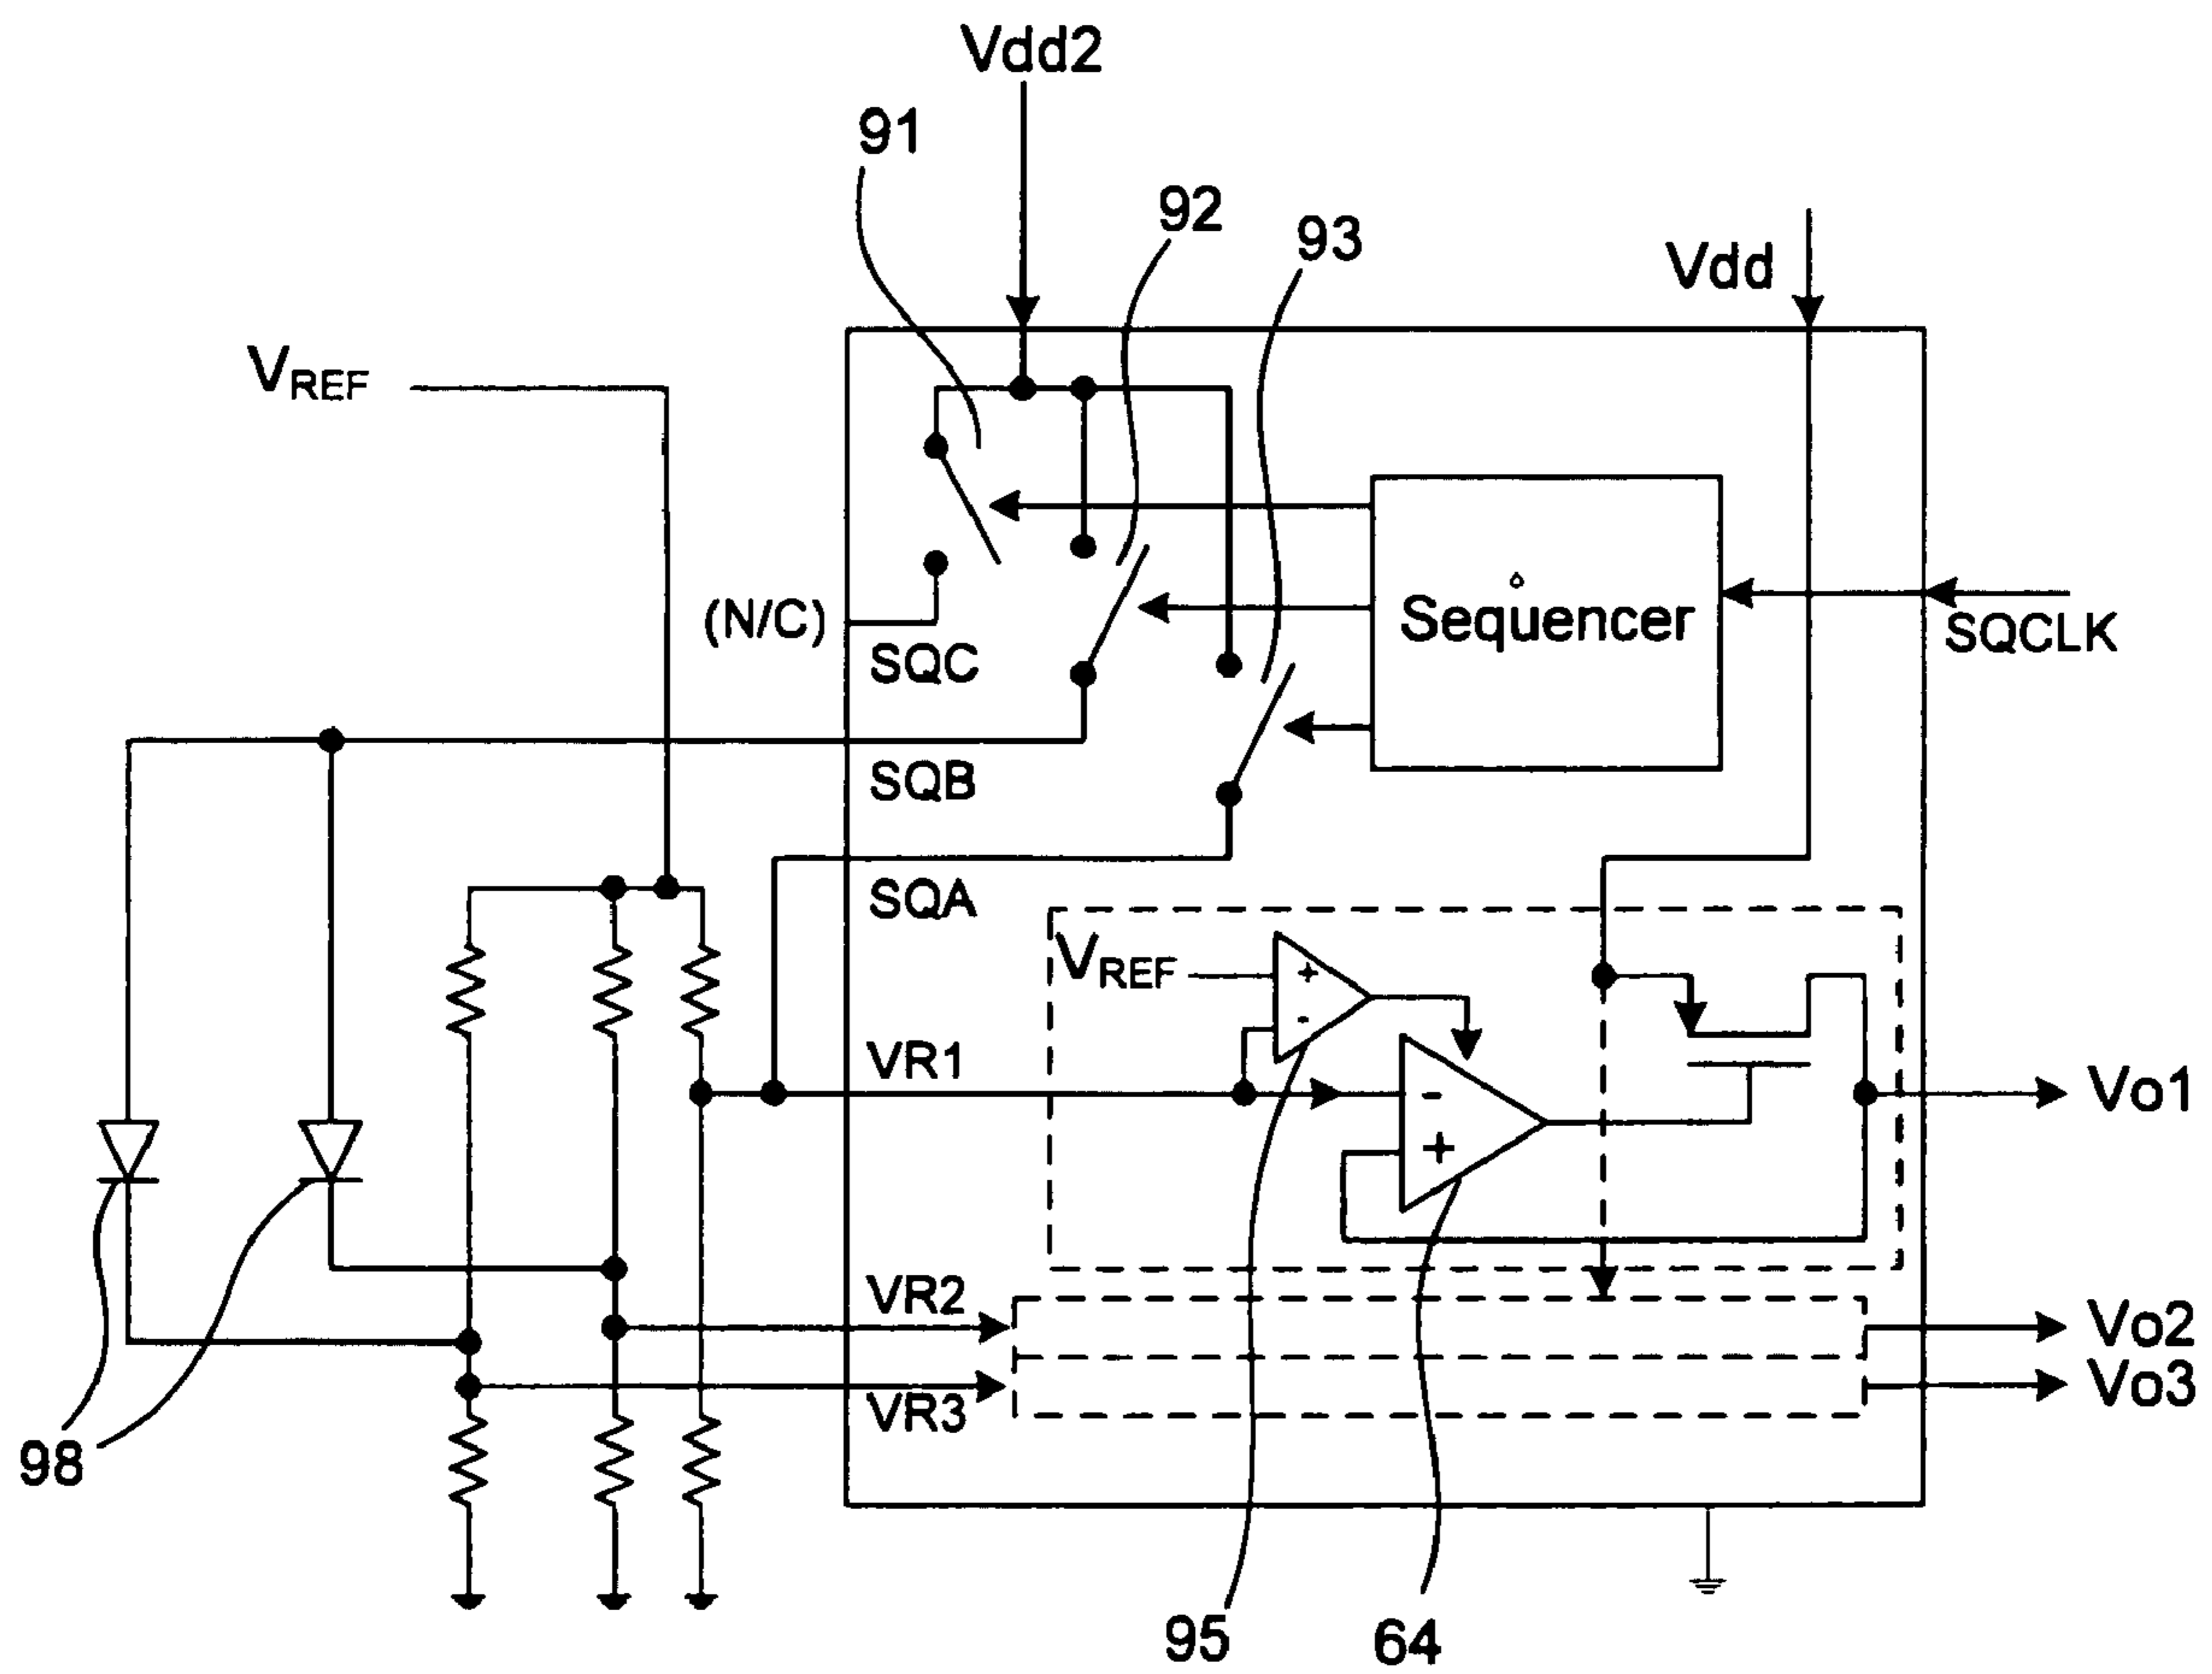 Vdd2
91
92
93
Vdd
VREF
(N/C)
SQC
Sequencer
SQCLK
SQB
SQA
VREF
+
-
VR1
-
+
Vo1
VR2
Vo2
VR3
Vo3
98
95
64